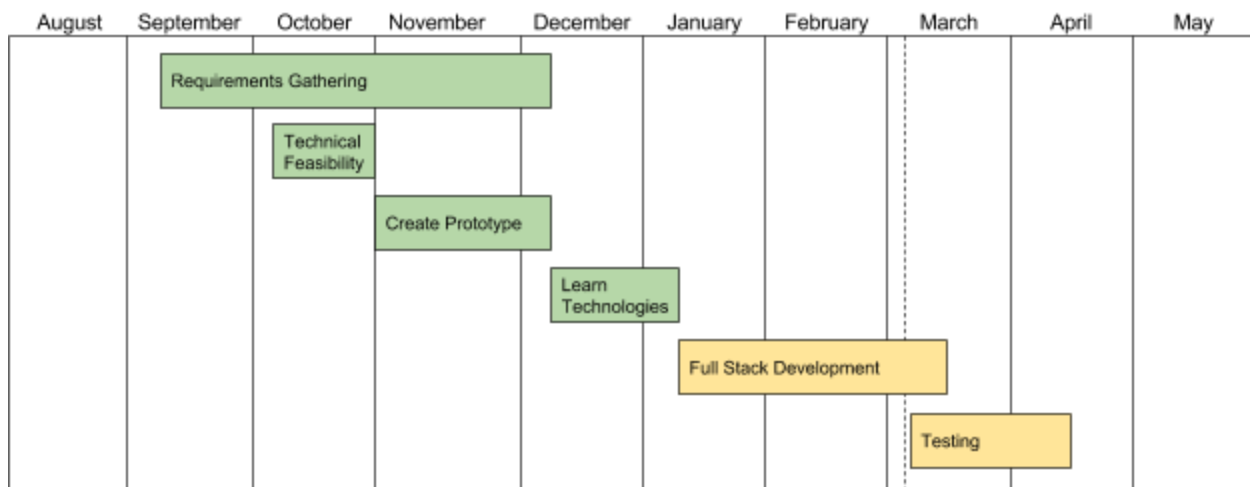 August September October November December January February March April May
Requirements Gathering
Technical
Feasibility
Create Prototype
Learn
Technologies
Full Stack Development
Testing